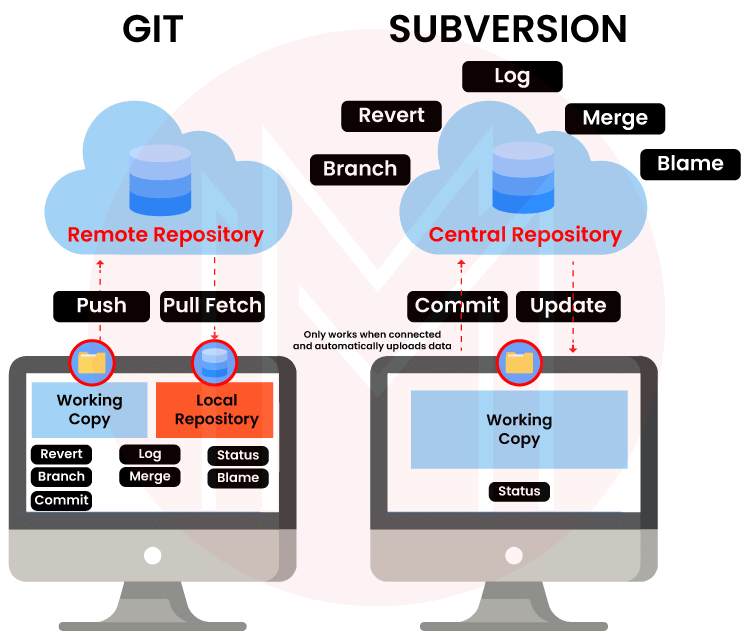 GIT
Remote Repository
Push
Pull Fetch
Working
Copy
Local
Repository
Revert
Log
Status
Branch
Merge
Blame
Commit
SUBVERSION
Log
Revert
Merge
Branch
Blame
Central Repository
Commit
Update
Only works when connected
and automatically uploads data
Working
Copy
Status